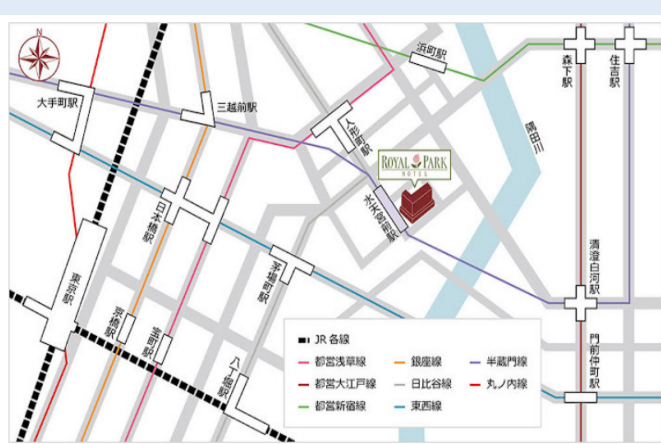 N
浜町駅
森下駅
住吉駅
大手町駅
三越前駅
人形町駅
隅田川
ROYAL PARK
HOTEL
水天宮前駅
日本橋駅
茅場町駅
清澄白河駅
東京駅
京橋駅
宝町駅
八丁堀駅
門前仲町駅
JR 各線
都営浅草線
銀座線
半蔵門線
都営大江戸線
日比谷線
丸ノ内線
都営新宿線
東西線